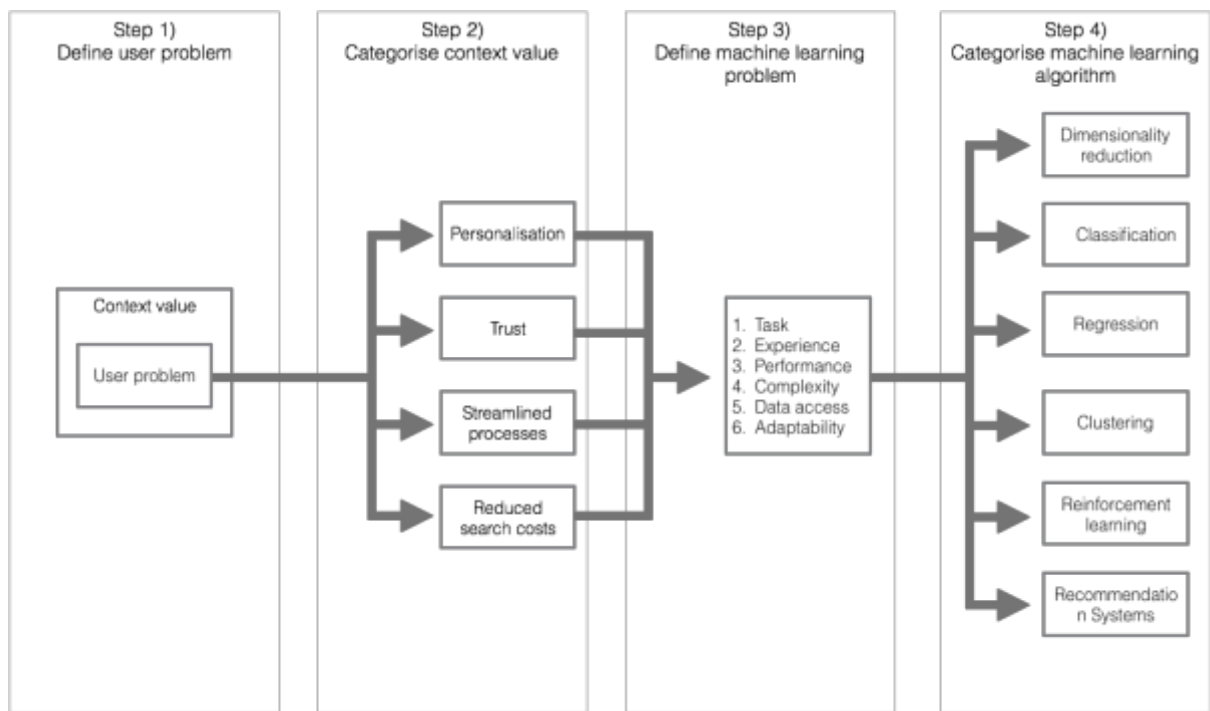 Step 1)
Define user problem
Context value
User problem
Step 2)
Categorise context value
Personalisation
Trust
Streamlined
processes
Reduced
search costs
Step 3)
Define machine learning
problem
1. Task
2. Experience
3. Performance
4. Complexity
5. Data access
6. Adaptability
Step 4)
Categorise machine learning
algorithm
Dimensionality
reduction
Classification
Regression
Clustering
Reinforcement
learning
Recommendatio
n Systems